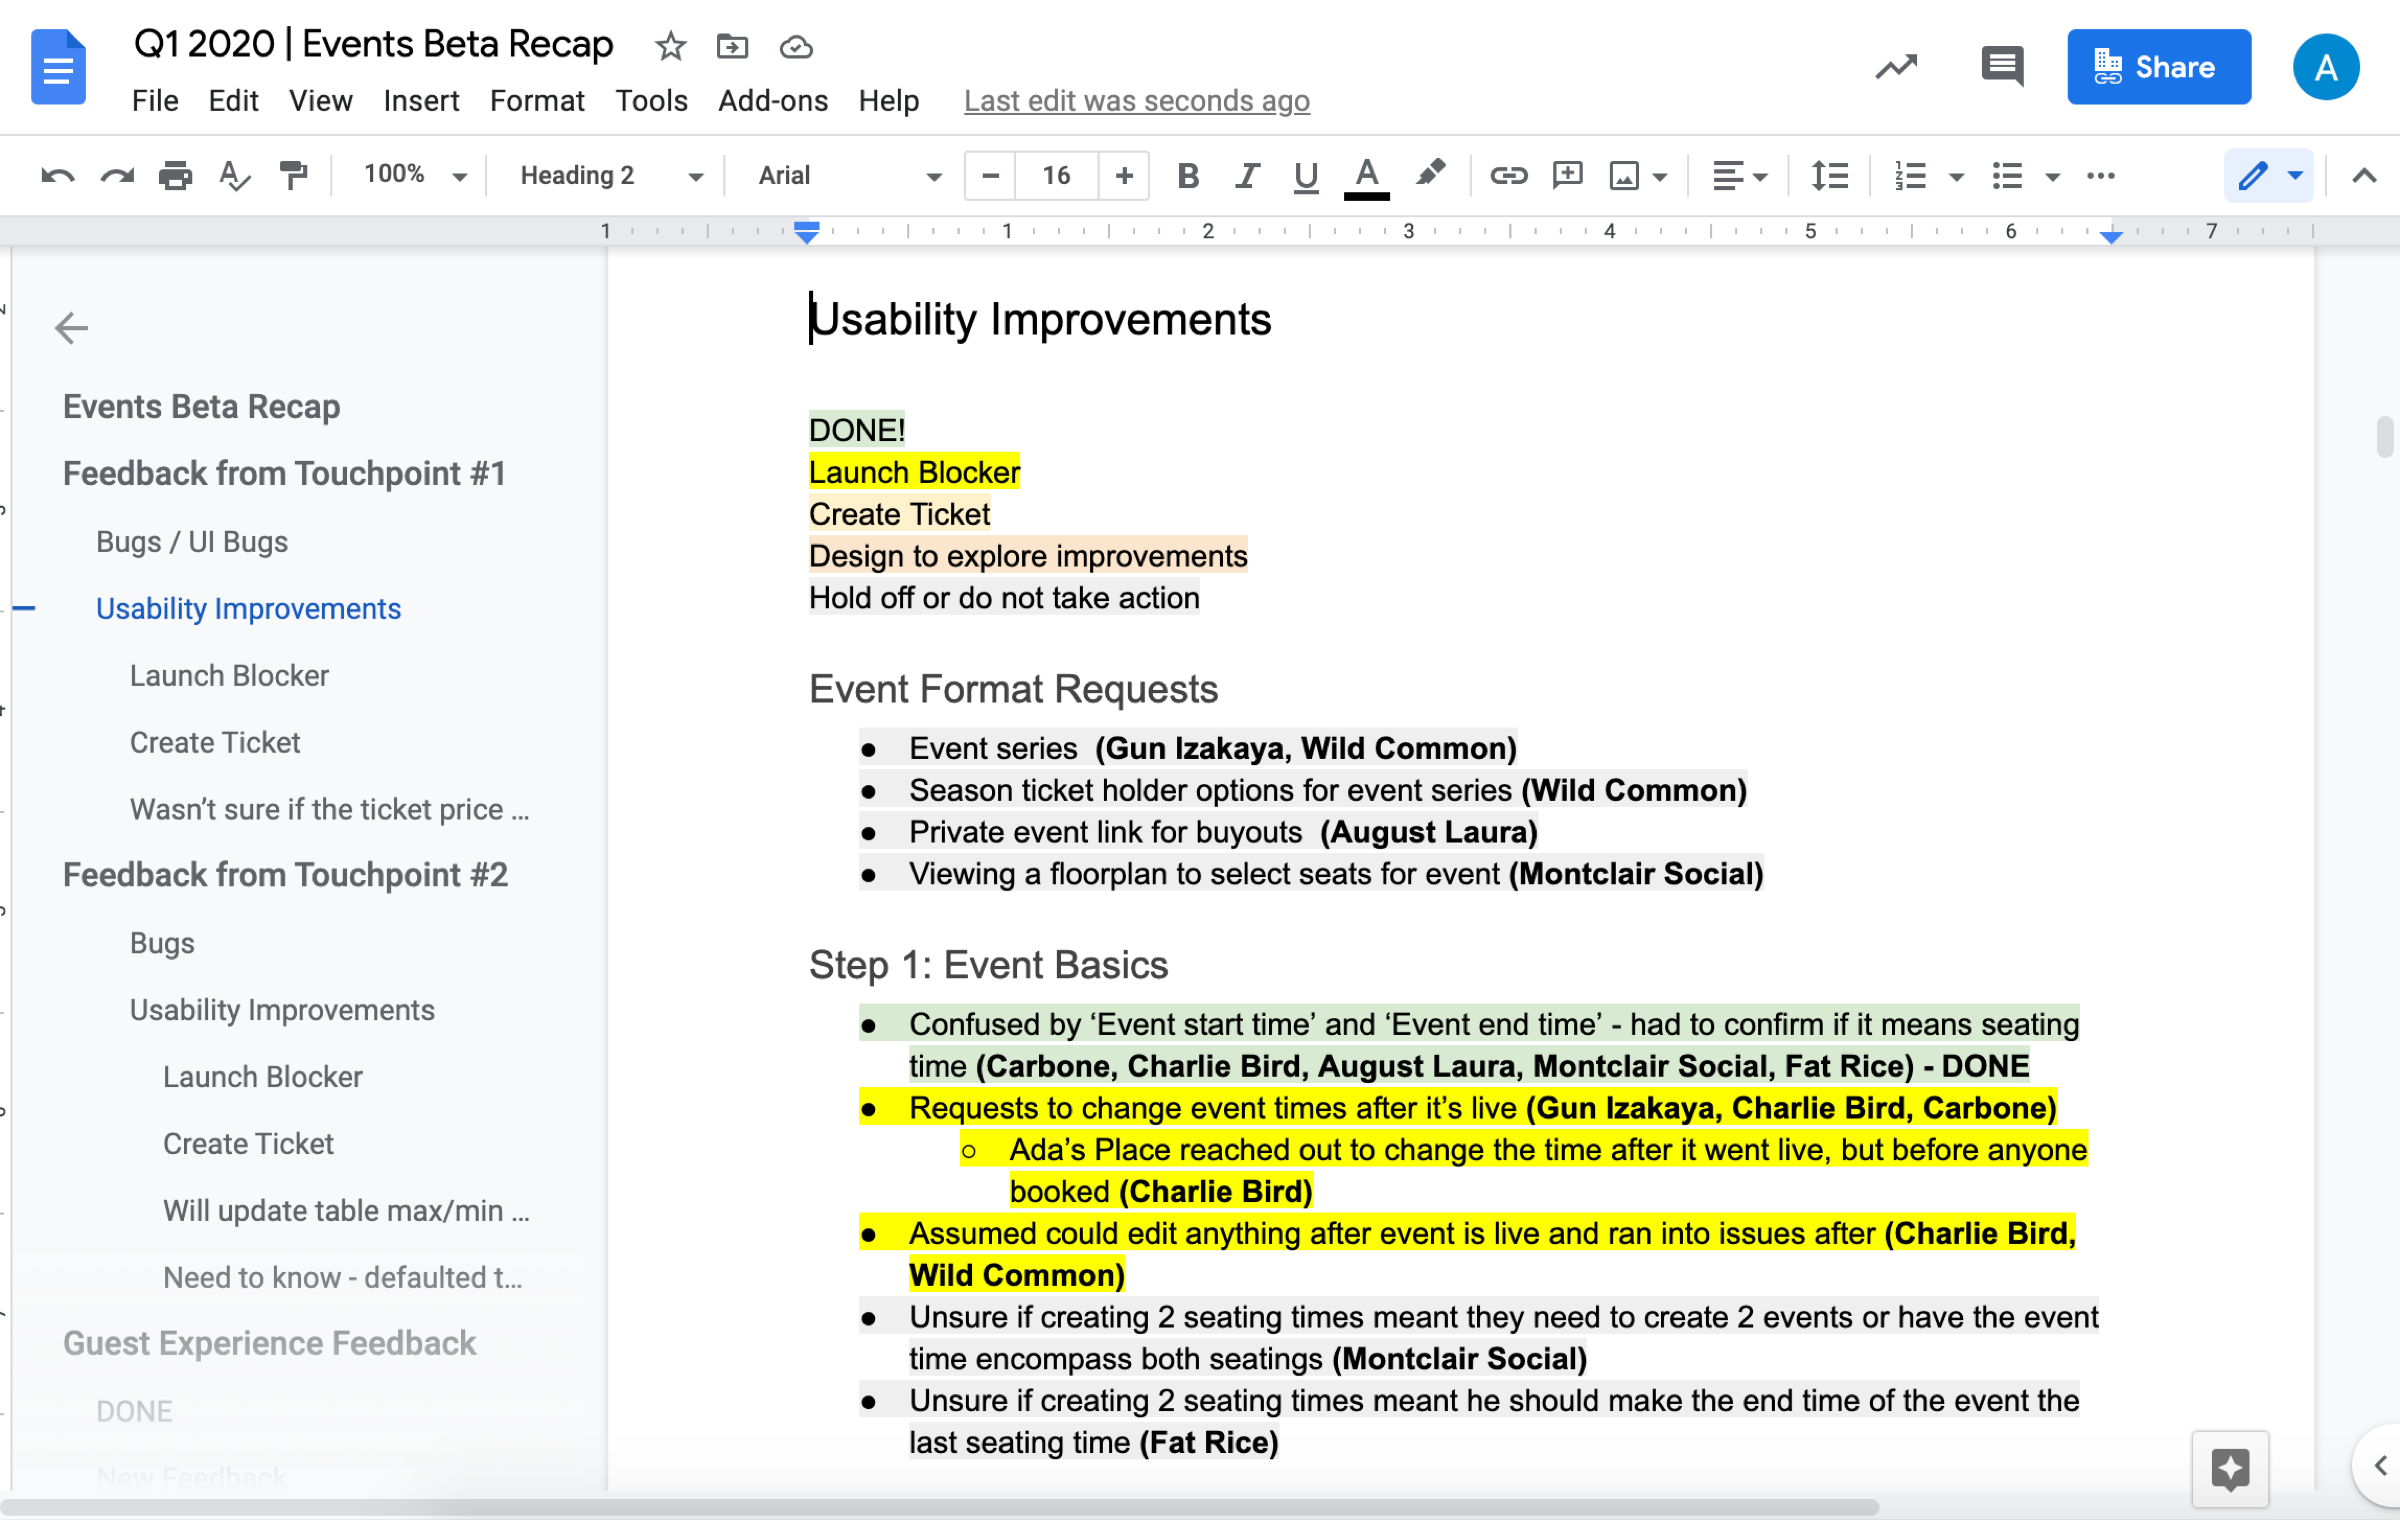 Q1 2020 | Events Beta Recap
File Edit View Insert Format Tools Add-ons Help Last edit was seconds ago
Share
A
100% Heading 2 Arial − 16 + B I U A
1 1 2 3 4 5 6 7
Events Beta Recap
Feedback from Touchpoint #1
Bugs / UI Bugs
Usability Improvements
Launch Blocker
Create Ticket
Wasn’t sure if the ticket price ...
Feedback from Touchpoint #2
Bugs
Usability Improvements
Launch Blocker
Create Ticket
Will update table max/min ...
Need to know - defaulted t...
Guest Experience Feedback
DONE
New Feedback
Usability Improvements
DONE!
Launch Blocker
Create Ticket
Design to explore improvements
Hold off or do not take action
Event Format Requests
● Event series (Gun Izakaya, Wild Common)
● Season ticket holder options for event series (Wild Common)
● Private event link for buyouts (August Laura)
● Viewing a floorplan to select seats for event (Montclair Social)
Step 1: Event Basics
● Confused by ‘Event start time’ and ‘Event end time’ - had to confirm if it means seating
time (Carbone, Charlie Bird, August Laura, Montclair Social, Fat Rice) - DONE
● Requests to change event times after it’s live (Gun Izakaya, Charlie Bird, Carbone)
○ Ada’s Place reached out to change the time after it went live, but before anyone
booked (Charlie Bird)
● Assumed could edit anything after event is live and ran into issues after (Charlie Bird,
Wild Common)
● Unsure if creating 2 seating times meant they need to create 2 events or have the event
time encompass both seatings (Montclair Social)
● Unsure if creating 2 seating times meant he should make the end time of the event the
last seating time (Fat Rice)